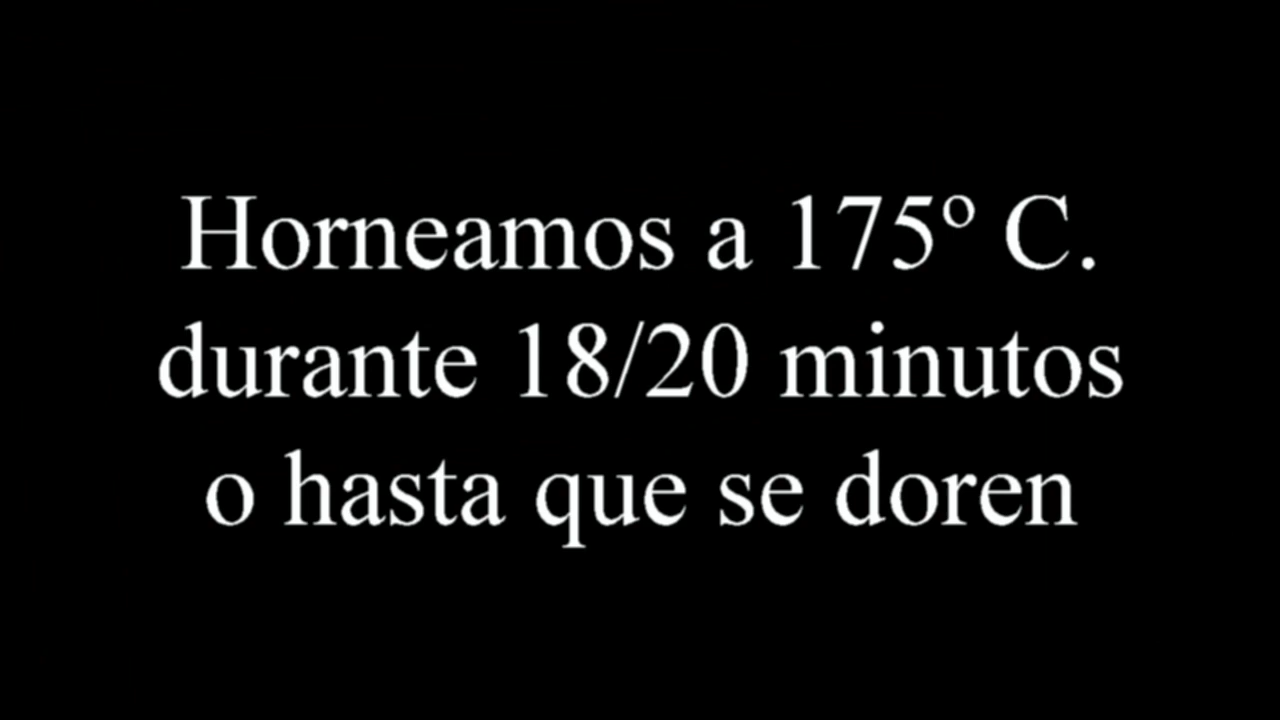 Horneamos a 175º C.
durante 18/20 minutos
o hasta que se doren